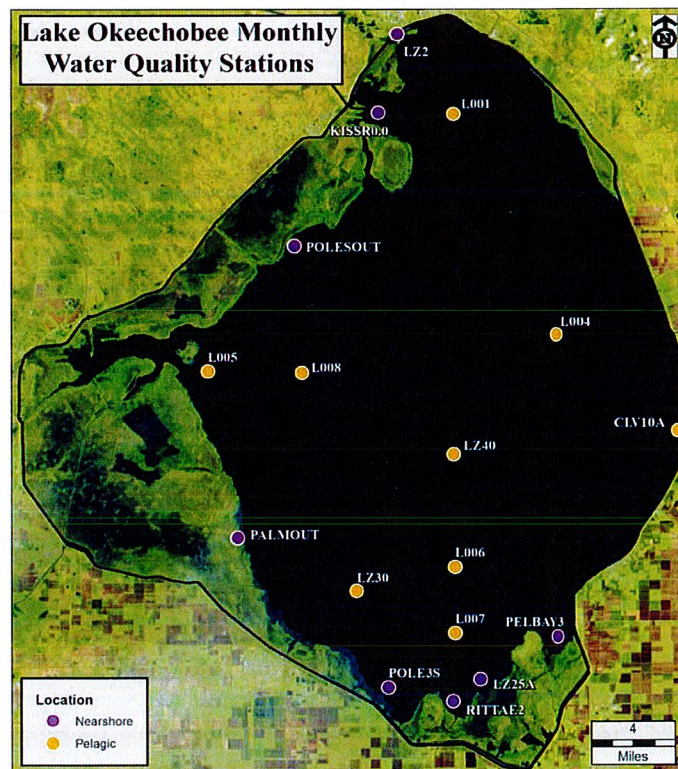 Lake Okeechobee Monthly
Water Quality Stations
N
LZ2
L001
KISSR0.0
POLESOUT
L004
L005
L008
CLV10A
LZ40
PALMOUT
L006
LZ30
L007
PELBAY3
POLE3S
LZ25A
RITTAE2
Location
Nearshore
Pelagic
4
Miles